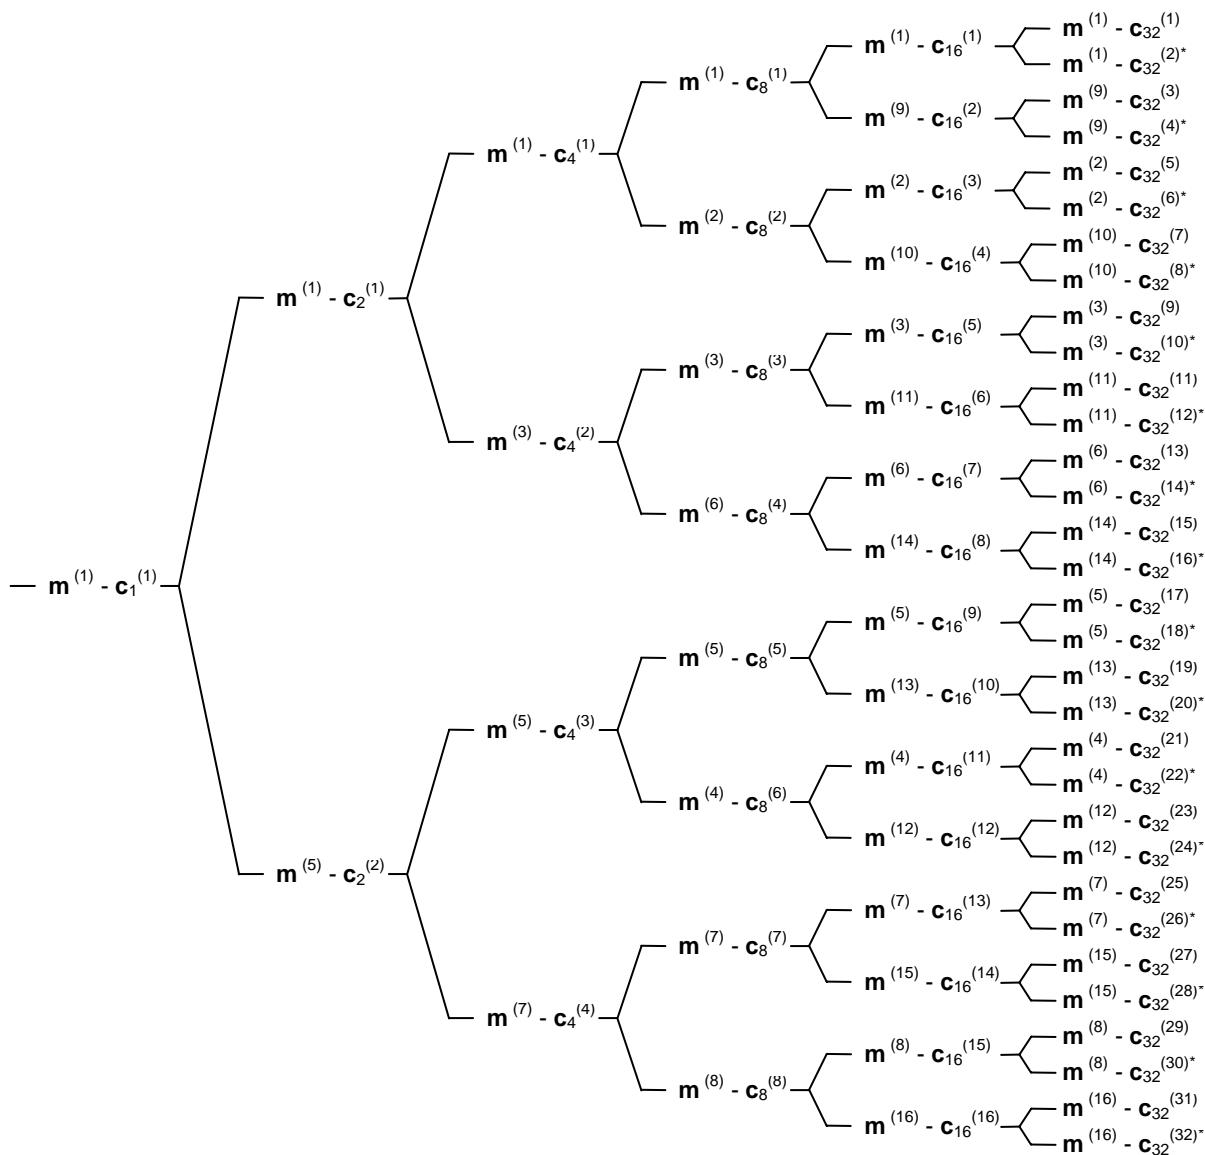 m (1) - c32(1)
m (1) - c16(1)
m (1) - c32(2)*
m (1) - c8(1)
m (9) - c32(3)
m (9) - c16(2)
m (9) - c32(4)*
m (1) - c4(1)
m (2) - c32(5)
m (2) - c16(3)
m (2) - c32(6)*
m (2) - c8(2)
m (10) - c32(7)
m (10) - c16(4)
m (10) - c32(8)*
m (1) - c2(1)
m (3) - c32(9)
m (3) - c16(5)
m (3) - c32(10)*
m (3) - c8(3)
m (11) - c32(11)
m (11) - c16(6)
m (11) - c32(12)*
m (3) - c4(2)
m (6) - c32(13)
m (6) - c16(7)
m (6) - c32(14)*
m (6) - c8(4)
m (14) - c32(15)
m (14) - c16(8)
m (14) - c32(16)*
m (1) - c1(1)
m (5) - c32(17)
m (5) - c16(9)
m (5) - c32(18)*
m (5) - c8(5)
m (13) - c32(19)
m (13) - c16(10)
m (13) - c32(20)*
m (5) - c4(3)
m (4) - c32(21)
m (4) - c16(11)
m (4) - c32(22)*
m (4) - c8(6)
m (12) - c32(23)
m (12) - c16(12)
m (12) - c32(24)*
m (5) - c2(2)
m (7) - c32(25)
m (7) - c16(13)
m (7) - c32(26)*
m (7) - c8(7)
m (15) - c32(27)
m (15) - c16(14)
m (15) - c32(28)*
m (7) - c4(4)
m (8) - c32(29)
m (8) - c16(15)
m (8) - c32(30)*
m (8) - c8(8)
m (16) - c32(31)
m (16) - c16(16)
m (16) - c32(32)*